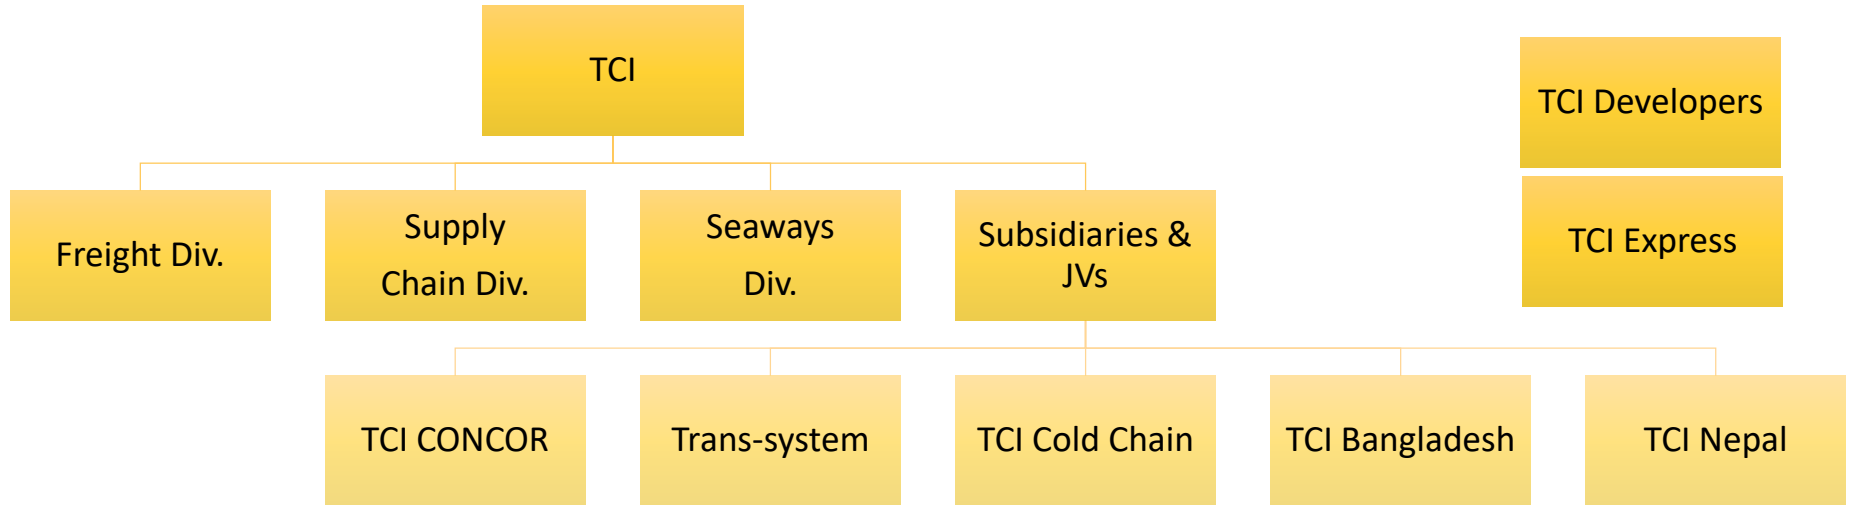 TCI
TCI Developers
TCI Express
Freight Div.
Supply
Chain Div.
Seaways
Div.
Subsidiaries &
JVs
TCI CONCOR
Trans-system
TCI Cold Chain
TCI Bangladesh
TCI Nepal